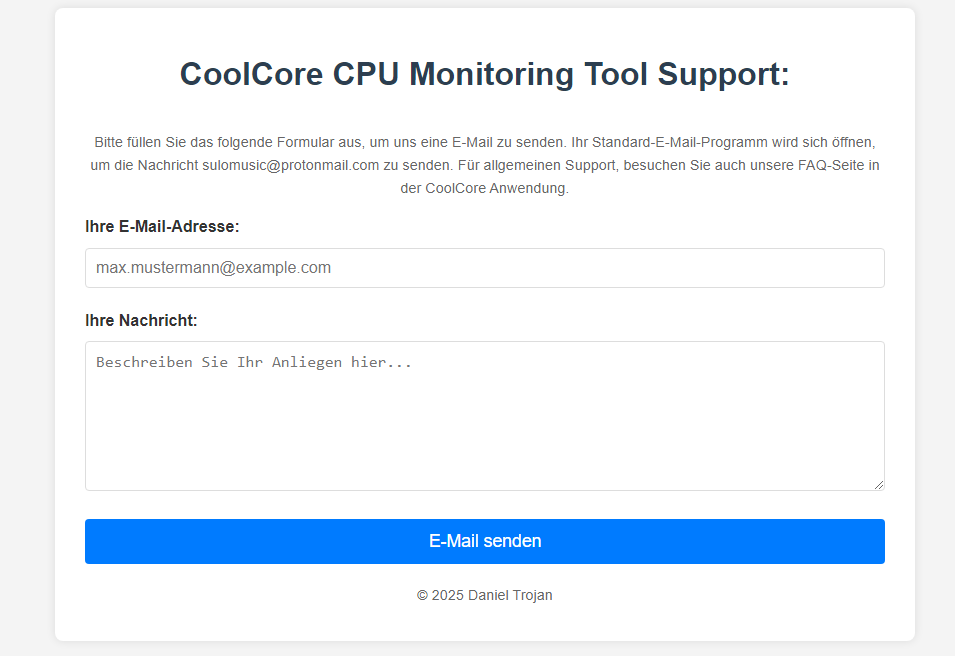 CoolCore CPU Monitoring Tool Support:
Bitte füllen Sie das folgende Formular aus, um uns eine E-Mail zu senden. Ihr Standard-E-Mail-Programm wird sich öffnen,
um die Nachricht sulomusic@protonmail.com zu senden. Für allgemeinen Support, besuchen Sie auch unsere FAQ-Seite in
der CoolCore Anwendung.
Ihre E-Mail-Adresse:
max.mustermann@example.com
Ihre Nachricht:
Beschreiben Sie Ihr Anliegen hier...
E-Mail senden
© 2025 Daniel Trojan